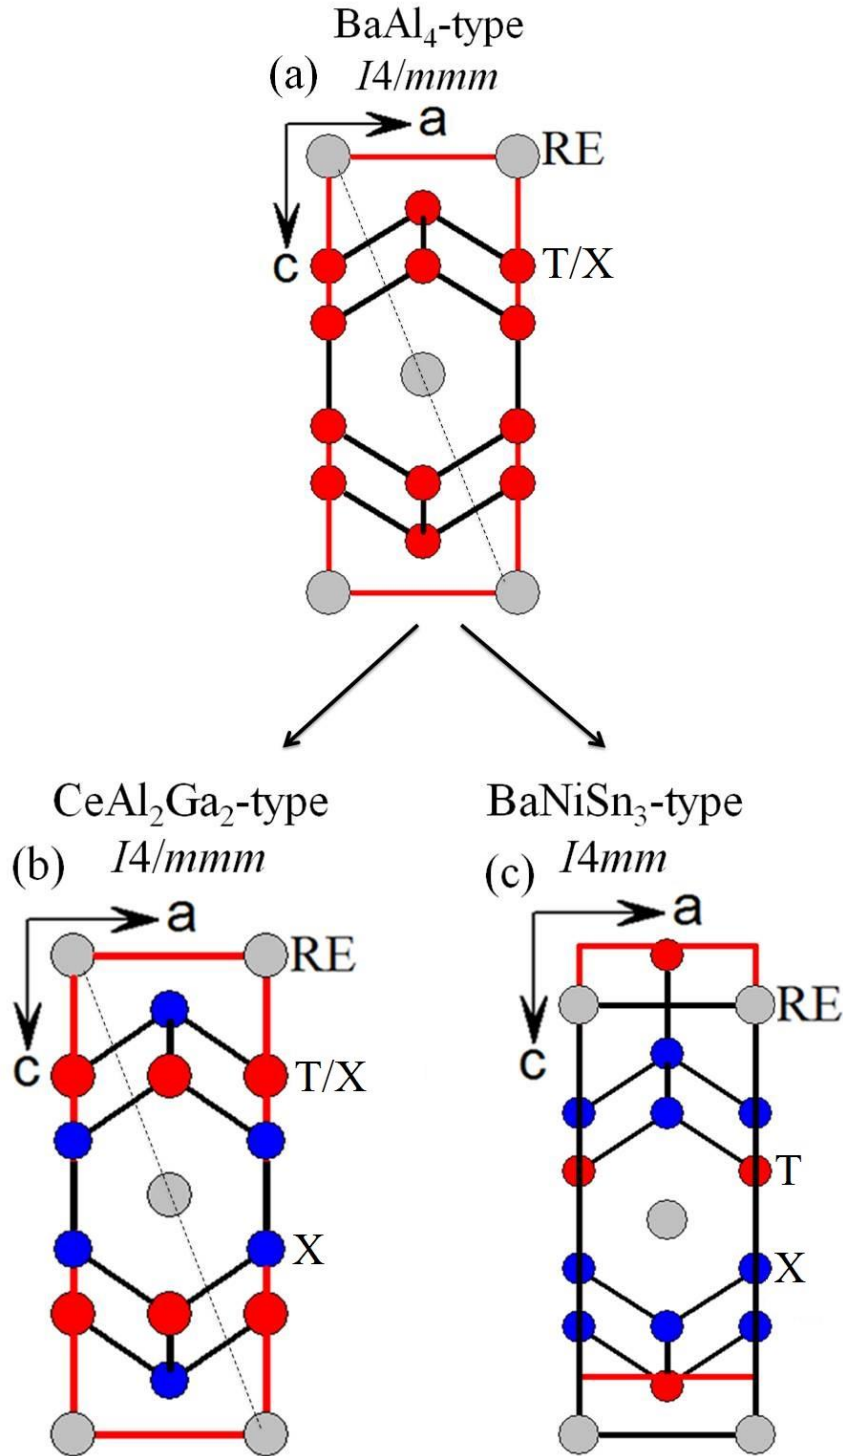 BaAl₄-type
(a) I4/mmm
a
RE
c
T/X
CeAl₂Ga₂-type
(b) I4/mmm
a
RE
c
T/X
X
BaNiSn₃-type
(c) I4mm
a
RE
c
T
X